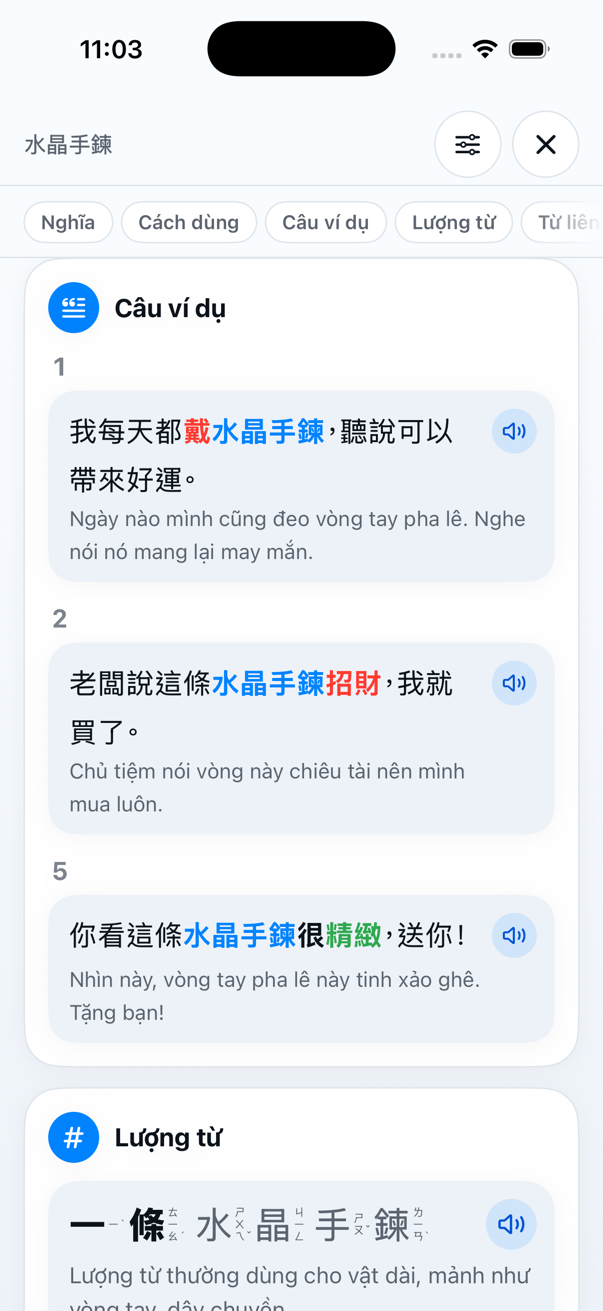 11:03
水晶手鍊
Nghĩa
Cách dùng
Câu ví dụ
Lượng từ
Từ liên
Câu ví dụ
1
我每天都戴水晶手鍊，聽說可以
帶來好運。
Ngày nào mình cũng đeo vòng tay pha lê. Nghe
nói nó mang lại may mắn.
2
老闆說這條水晶手鍊招財，我就
買了。
Chủ tiệm nói vòng này chiêu tài nên mình
mua luôn.
5
你看這條水晶手鍊很精緻，送你！
Nhìn này, vòng tay pha lê này tinh xảo ghê.
Tặng bạn!
# Lượng từ
一條水晶手鍊
Lượng từ thường dùng cho vật dài, mảnh như
vòng tay, dây chuyền